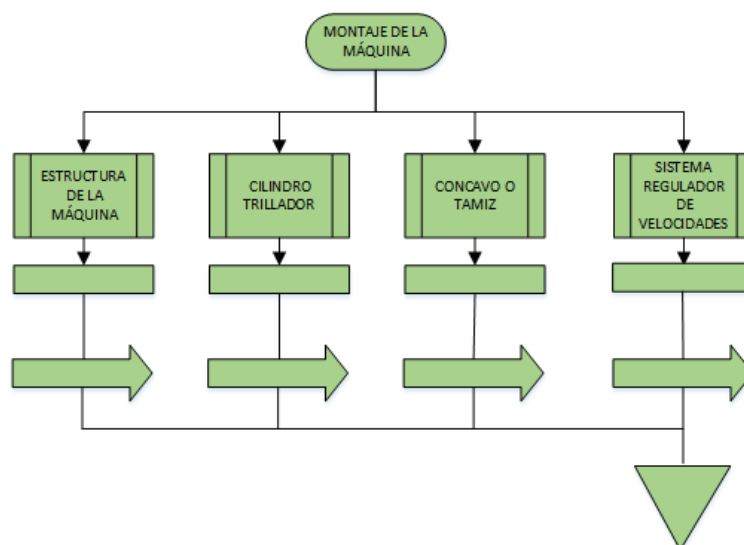 MONTAJE DE LA
MÁQUINA
ESTRUCTURA
DE LA
MÁQUINA
CILINDRO
TRILLADOR
CONCAVO O
TAMIZ
SISTEMA
REGULADOR
DE
VELOCIDADES